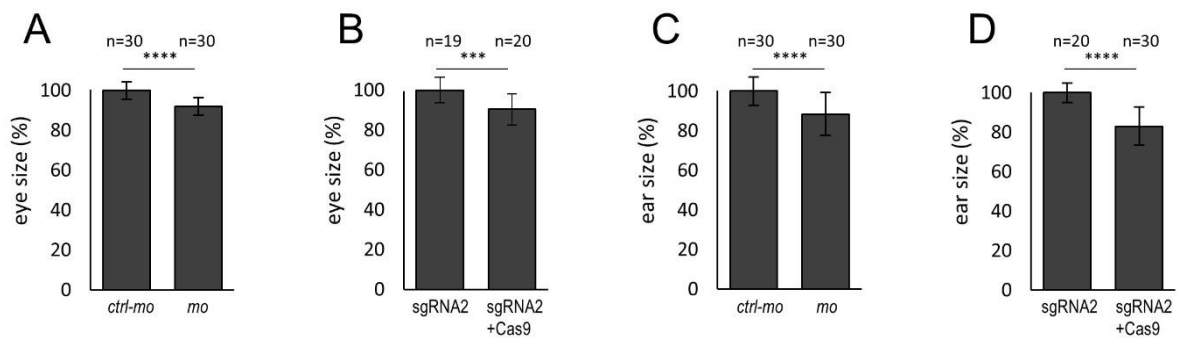 A
n=30 n=30
****
eye size (%)
100
80
60
40
20
0
ctrl-mo mo
B
n=19 n=20
***
eye size (%)
100
80
60
40
20
0
sgRNA2 sgRNA2
+Cas9
C
n=30 n=30
****
ear size (%)
100
80
60
40
20
0
ctrl-mo mo
D
n=20 n=30
****
ear size (%)
100
80
60
40
20
0
sgRNA2 sgRNA2
+Cas9